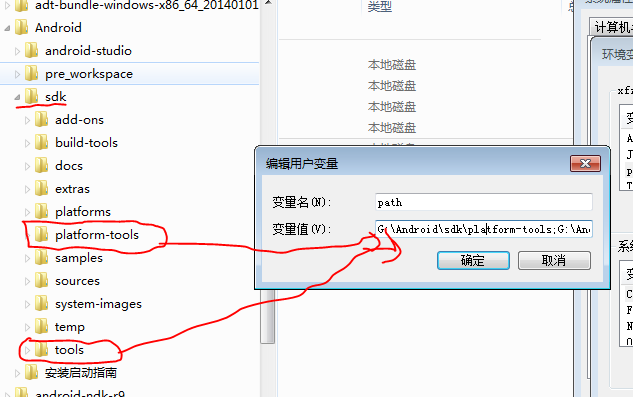 adt-bundle-windows-x86_64_20140101
Android
android-studio
pre_workspace
sdk
add-ons
build-tools
docs
extras
platforms
platform-tools
samples
sources
system-images
temp
tools
安装启动指南
android-ndk-r9
类型
本地磁盘
本地磁盘
本地磁盘
本地磁盘
编辑用户变量
变量名(N):
path
变量值(V):
G:\Android\sdk\platform-tools;G:\An
确定
取消
计算机
环境变
xfz
变
A
J
P
T
系统
变
C
F
N